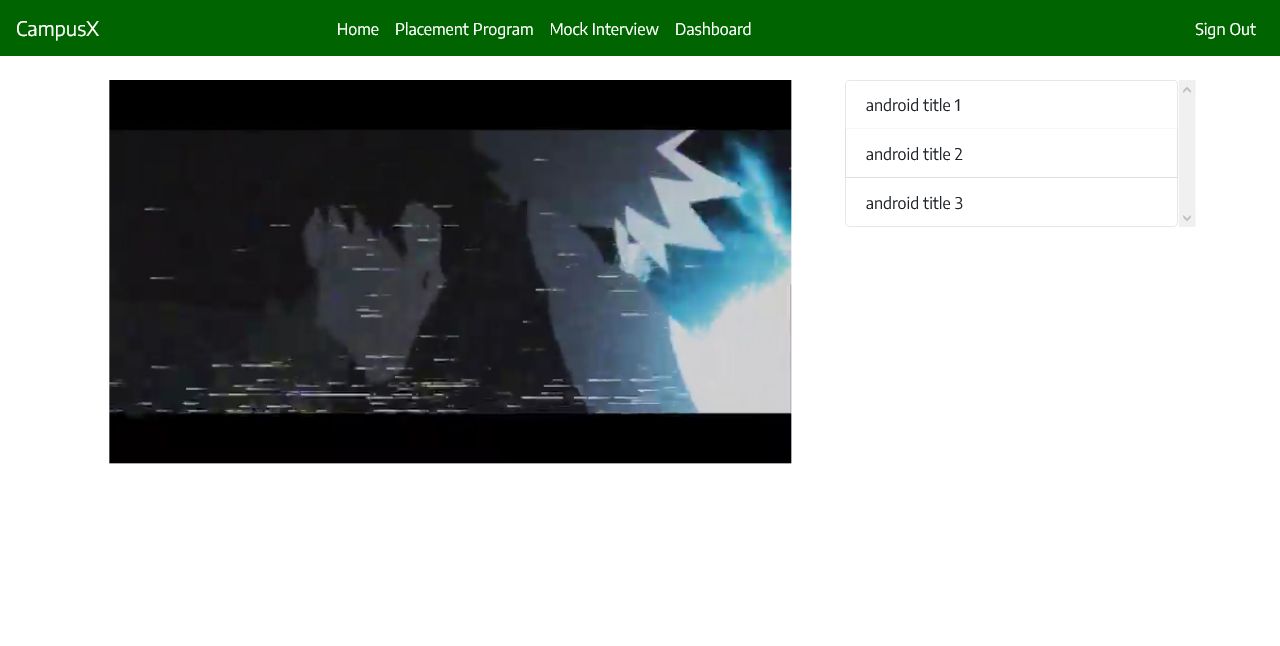 CampusX Home Placement Program Mock Interview Dashboard Sign Out
android title 1
android title 2
android title 3